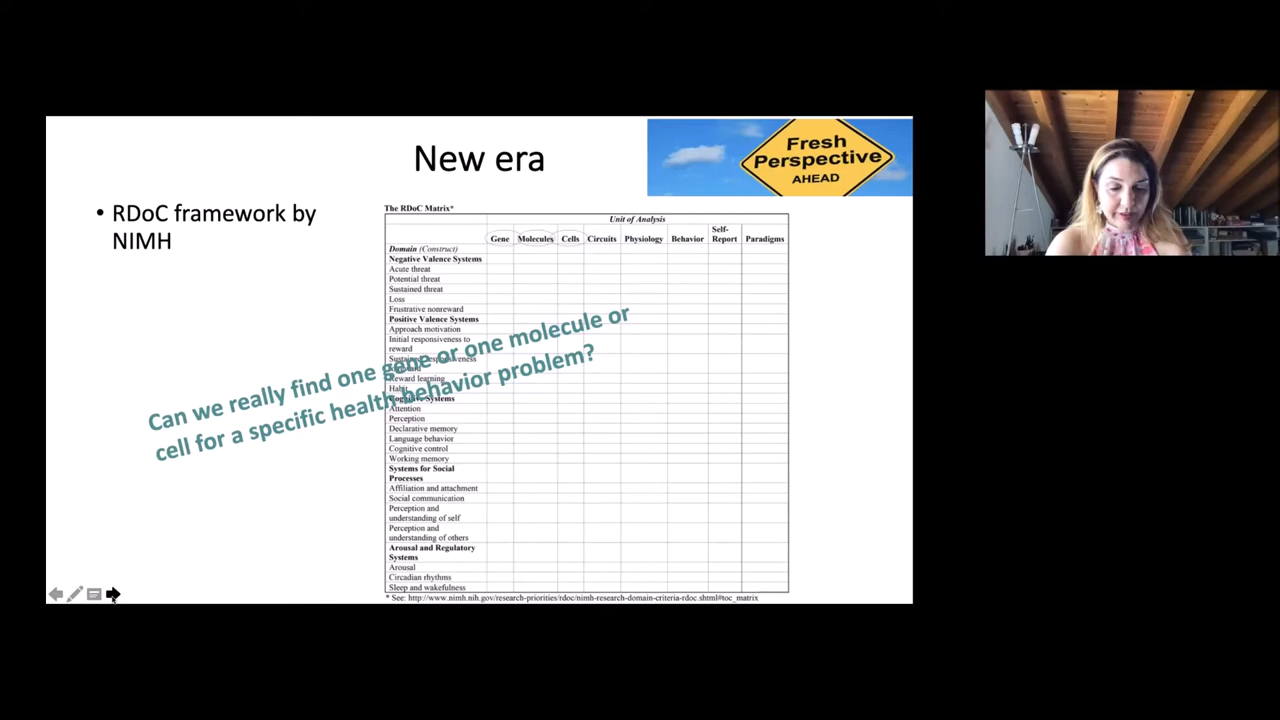 New era
Fresh
Perspective
AHEAD
• RDoC framework by
NIMH
The RDoC Matrix*
Unit of Analysis
Gene Molecules Cells Circuits Physiology Behavior Self-Report Paradigms
Domain (Construct)
Negative Valence Systems
Acute threat
Potential threat
Sustained threat
Loss
Frustrative nonreward
Positive Valence Systems
Approach motivation
Initial responsiveness to
reward
Sustained responsiveness
Reward learning
Habit
Cognitive Systems
Attention
Perception
Declarative memory
Language behavior
Cognitive control
Working memory
Systems for Social
Processes
Affiliation and attachment
Social communication
Perception and
understanding of self
Perception and
understanding of others
Arousal and Regulatory
Systems
Arousal
Circadian rhythms
Sleep and wakefulness
* See: http://www.nimh.nih.gov/research-priorities/rdoc/nimh-research-domain-criteria-rdoc.shtml#toc_matrix
Can we really find one gene or one molecule or
cell for a specific health behavior problem?